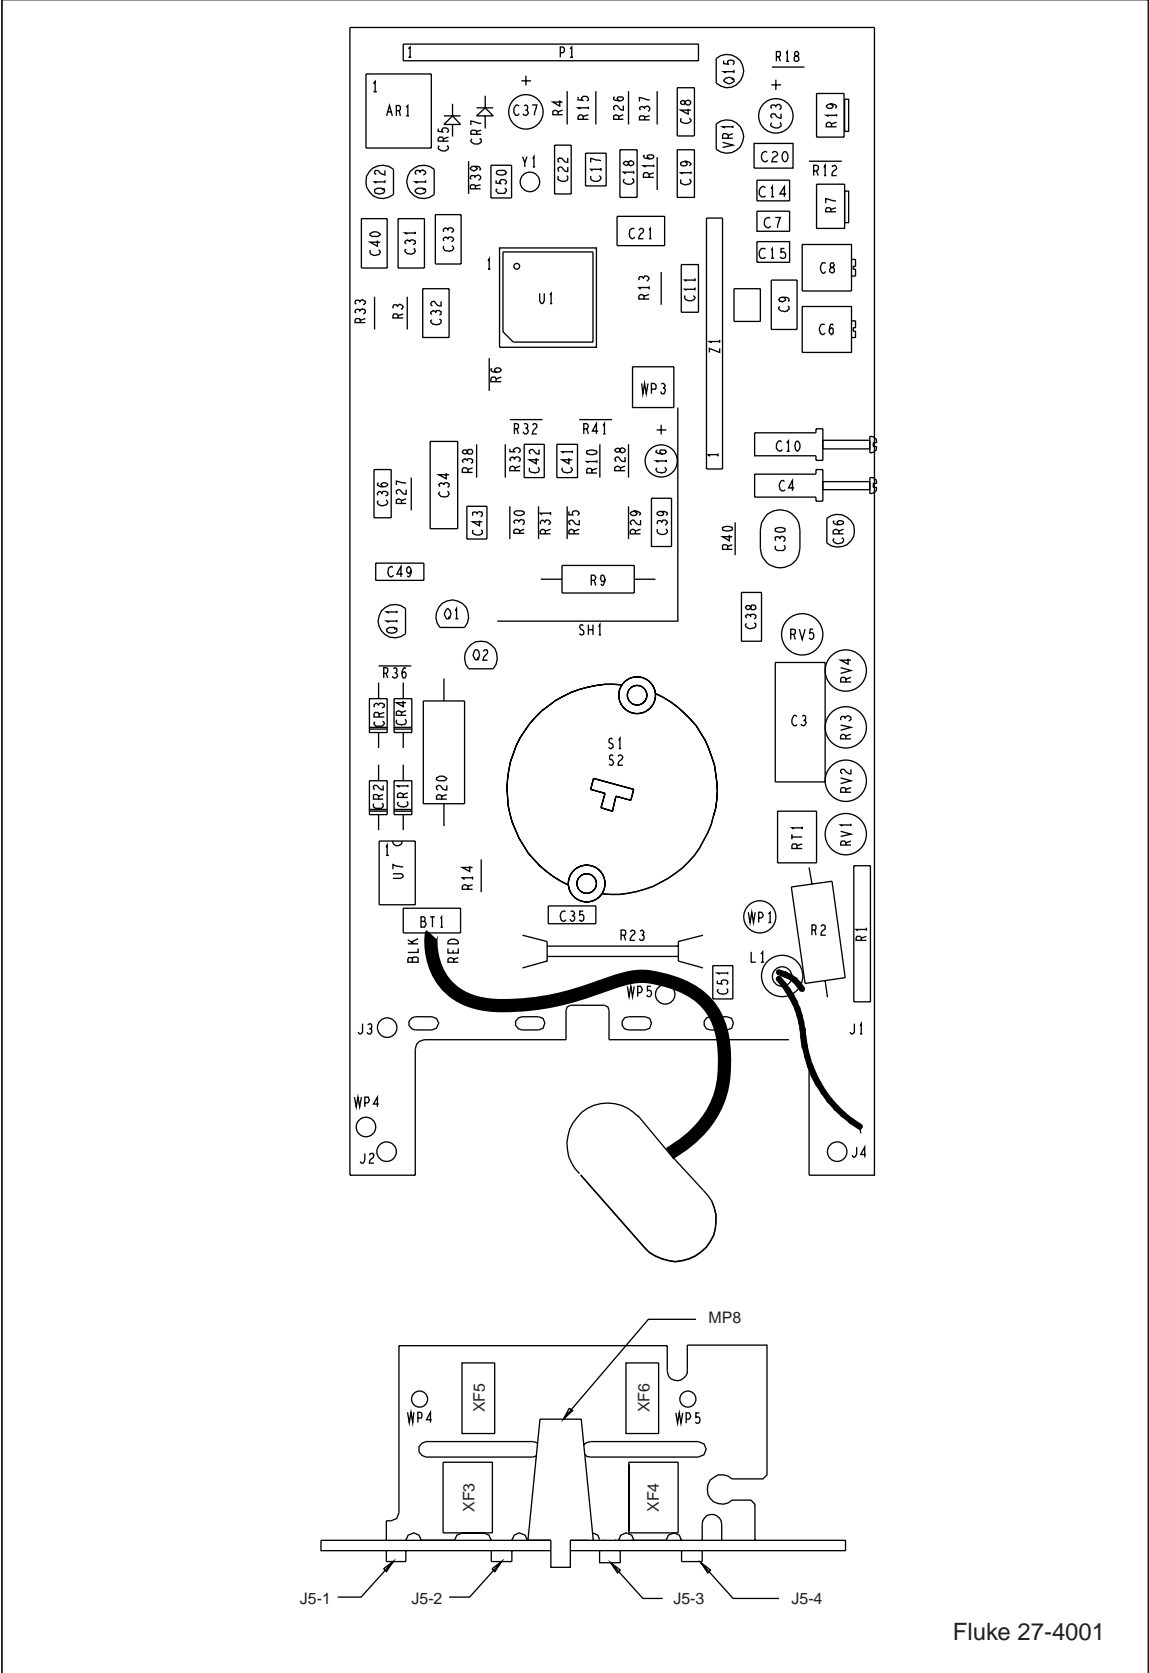 1 P1
R18
Q15
1
AR1
CR5
CR7
+
C37
R4
R15
R26
R37
C48
VR1
+
C23
R19
Q12
Q13
R39
C50
Y1
C22
C17
C18
R16
C19
C20
R12
C14
R7
C7
C15
C40
C31
C33
C21
C8
1
U1
R13
C11
C9
C6
R33
R3
C32
Z1
R6
WP3
R32
R41
+
C16
1
C10
R38
R35
C42
C41
R10
R28
C4
C36
R27
C34
C43
R30
R31
R25
R29
C39
R40
C30
CR6
C49
R9
Q11
Q1
SH1
C38
RV5
Q2
R36
RV4
CR3
CR4
S1
S2
C3
RV3
CR2
CR1
R20
RV2
RT1
RV1
1
U7
R14
BT1
C35
WP1
R2
R1
BLK
RED
R23
L1
C51
WP5
J3
J1
WP4
J2
J4
MP8
XF5
XF6
WP4
WP5
XF3
XF4
J5-1
J5-2
J5-3
J5-4
Fluke 27-4001